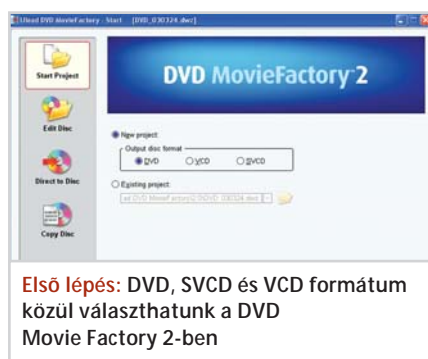 Ulead DVD MovieFactory Start [DVD_030324.dwz]
Start Project
DVD MovieFactory 2
Edit Disc
New project:
Output disc format
DVD VCD SVCD
Direct to Disc
Existing project:
Copy Disc
Elsõ lépés: DVD, SVCD és VCD formátum
közül választhatunk a DVD
Movie Factory 2-ben